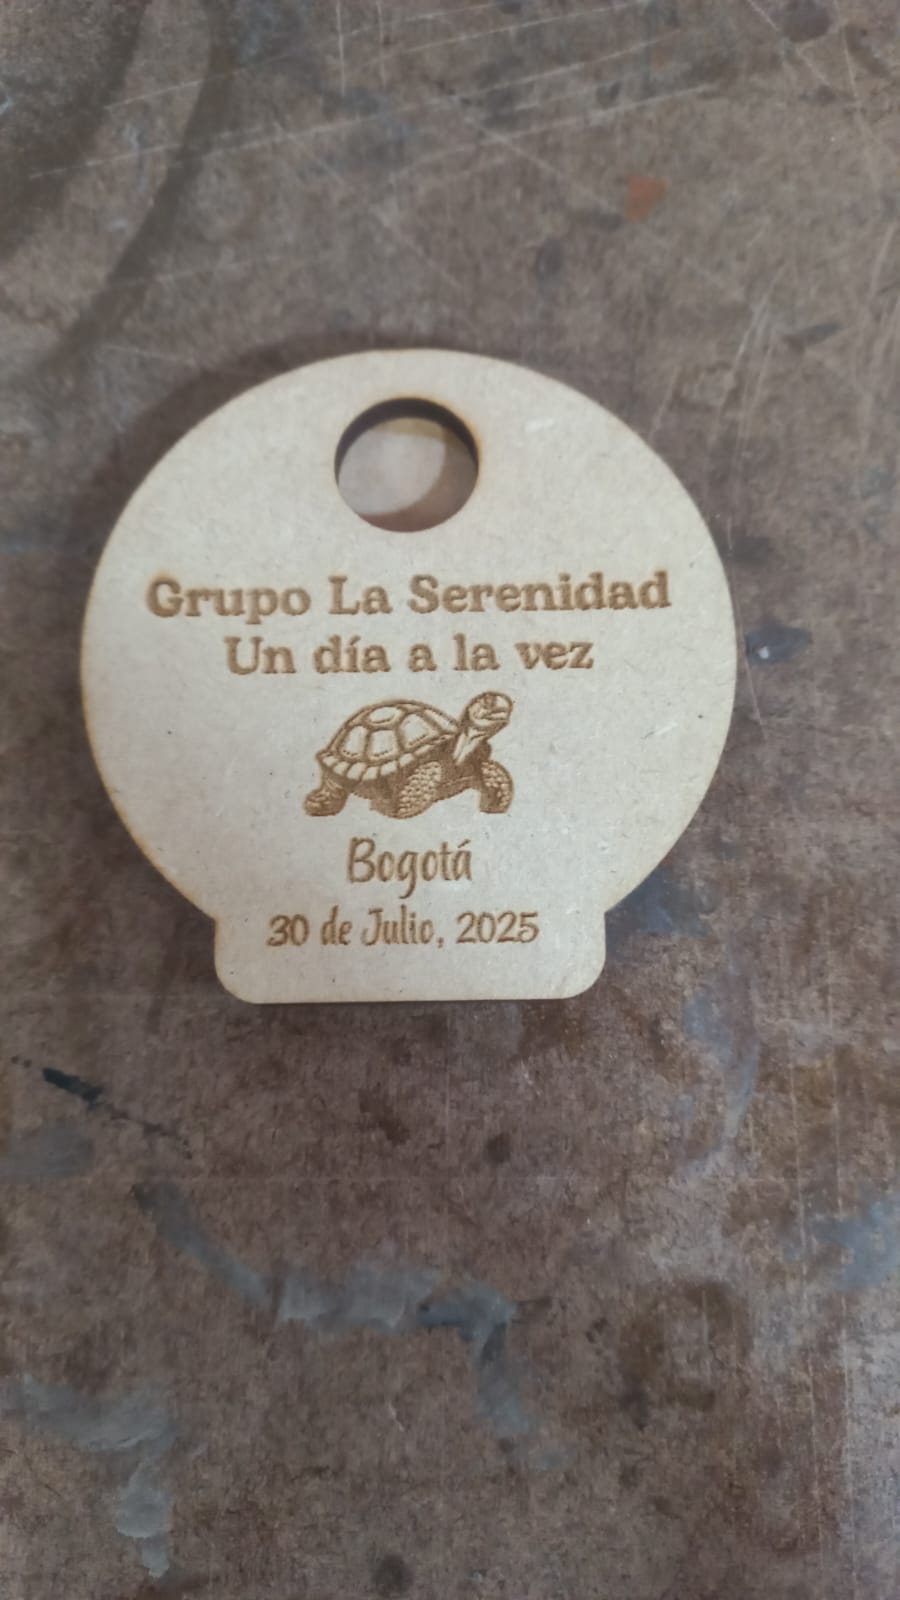 Grupo La Serenidad
Un día a la vez
Bogotá
30 de Julio, 2025